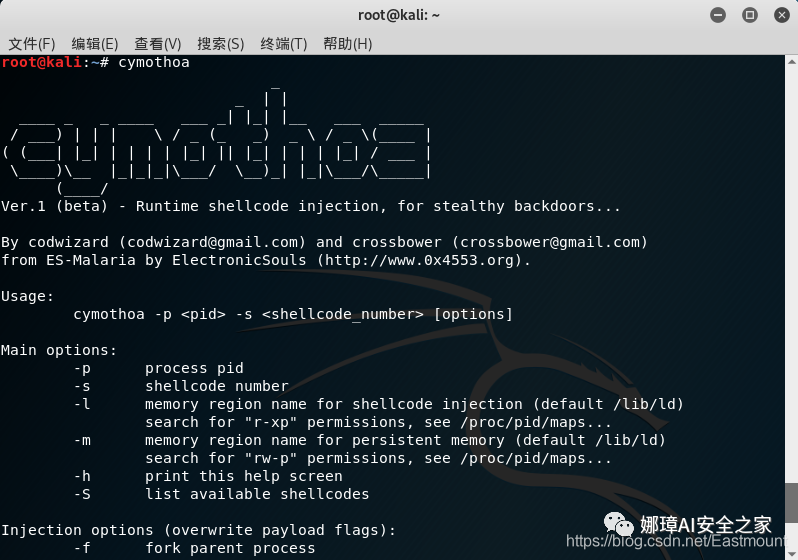 root@kali: ~
文件(F) 编辑(E) 查看(V) 搜索(S) 终端(T) 帮助(H)
root@kali:~# cymothoa
cymothoa
Ver.1 (beta) - Runtime shellcode injection, for stealthy backdoors...
By codwizard (codwizard@gmail.com) and crossbower (crossbower@gmail.com)
from ES-Malaria by ElectronicSouls (http://www.0x4553.org).
Usage:
cymothoa -p <pid> -s <shellcode_number> [options]
Main options:
-p process pid
-s shellcode number
-l memory region name for shellcode injection (default /lib/ld)
search for "r-xp" permissions, see /proc/pid/maps...
-m memory region name for persistent memory (default /lib/ld)
search for "rw-p" permissions, see /proc/pid/maps...
-h print this help screen
-S list available shellcodes
Injection options (overwrite payload flags):
-f fork parent process
娜璋AI安全之家
https://blog.csdn.net/Eastmount